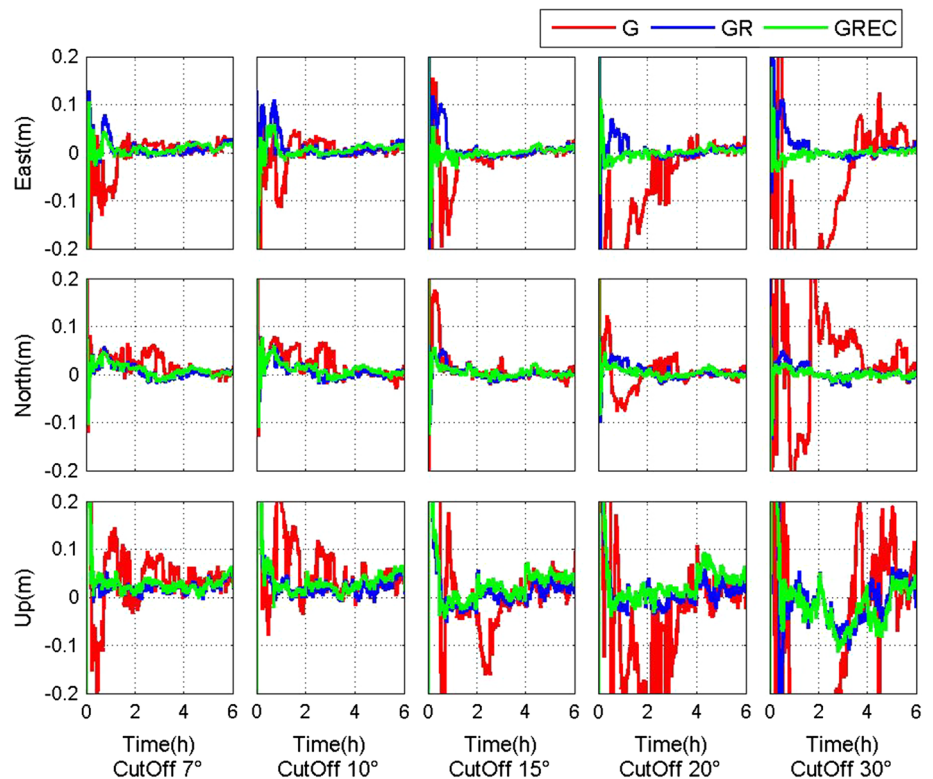 G GR GREC
0.2
0.1
0
-0.1
-0.2
East(m)
0.2
0.1
0
-0.1
-0.2
North(m)
0.2
0.1
0
-0.1
-0.2
Up(m)
0 2 4 6 0 2 4 6 0 2 4 6 0 2 4 6 0 2 4 6
Time(h) Time(h) Time(h) Time(h) Time(h)
CutOff 7° CutOff 10° CutOff 15° CutOff 20° CutOff 30°